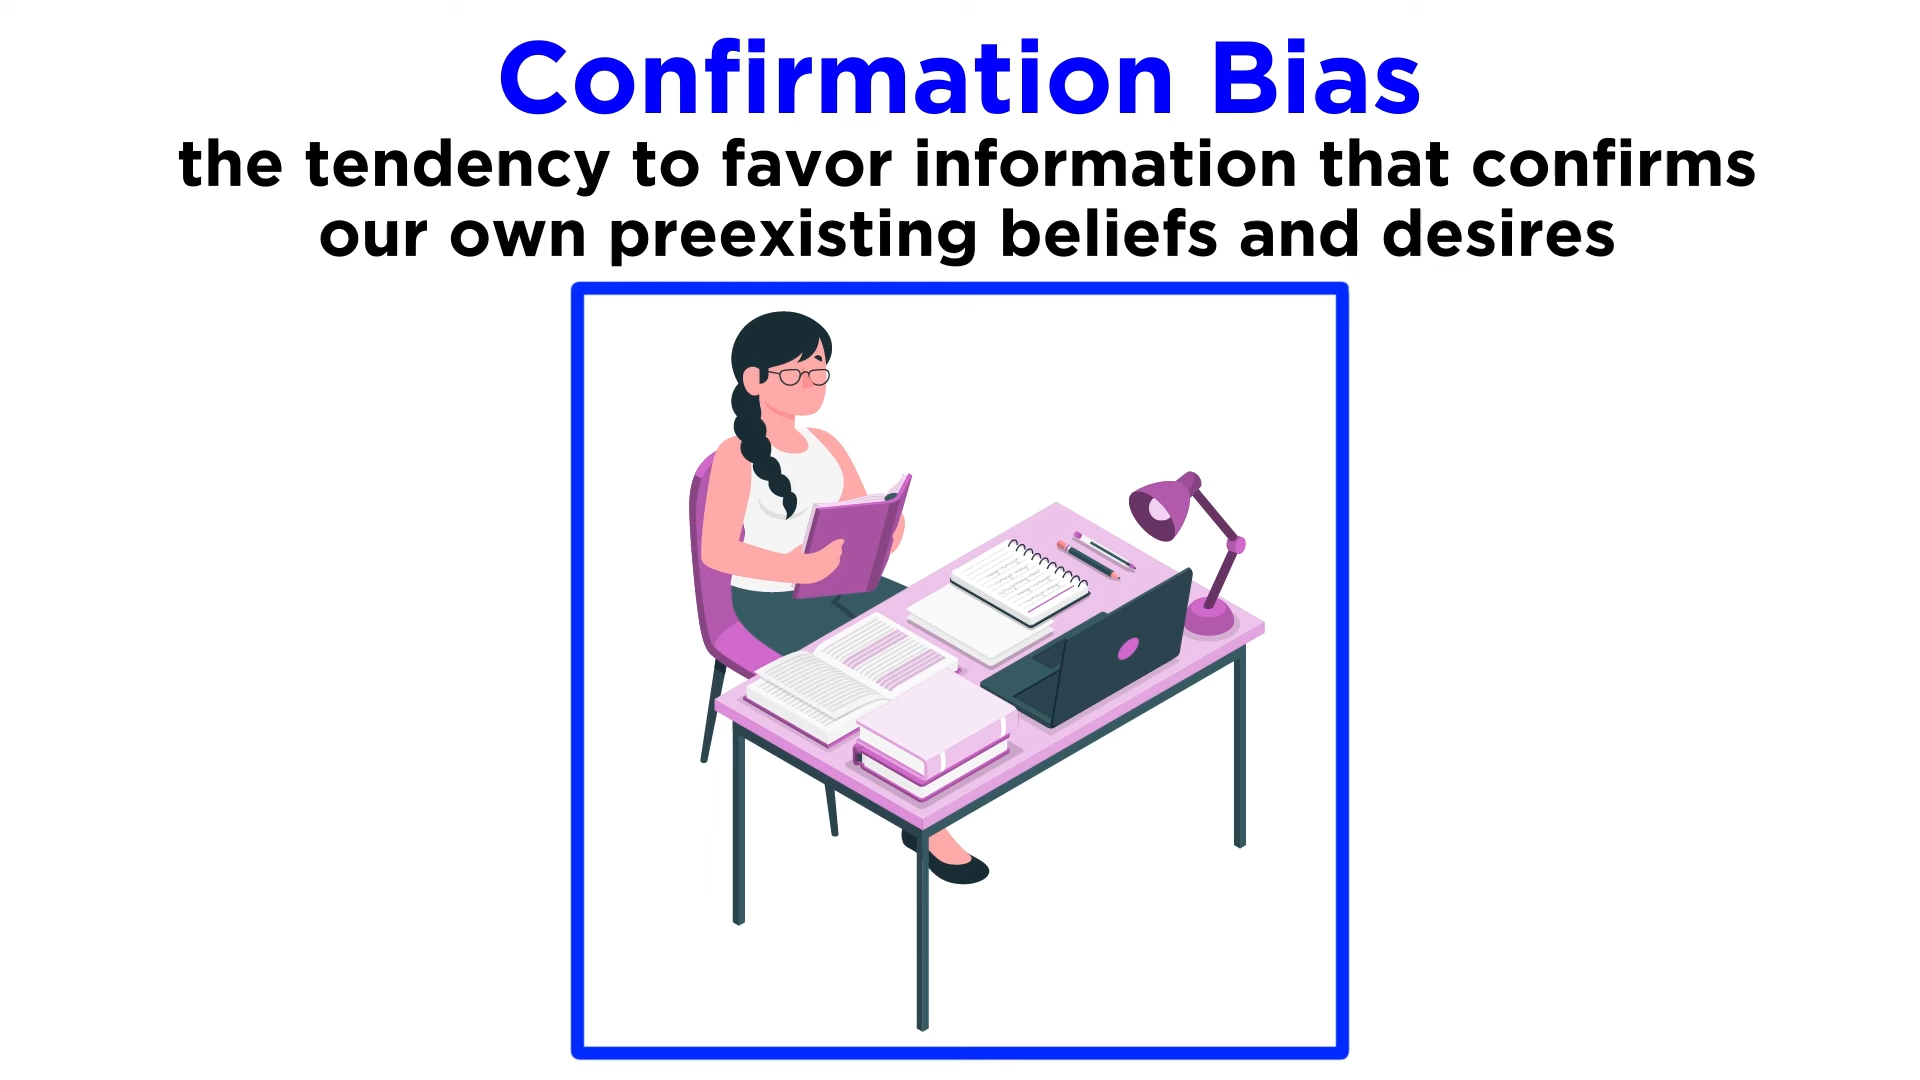 Confirmation Bias
the tendency to favor information that confirms
our own preexisting beliefs and desires